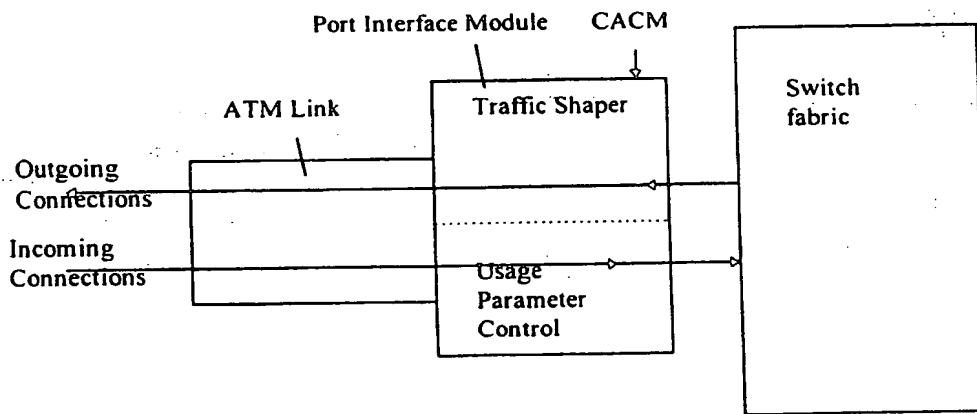 Port Interface Module
CACM
ATM Link
Traffic Shaper
Switch
fabric
Outgoing
Connections
Incoming
Connections
Usage
Parameter
Control